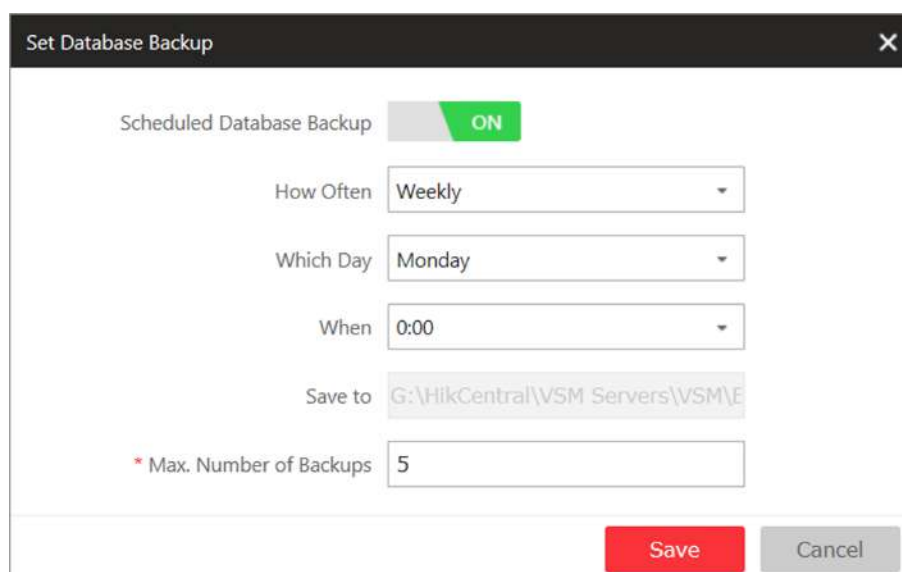 Set Database Backup
Scheduled Database Backup ON
How Often Weekly
Which Day Monday
When 0:00
Save to G:\HikCentral\VSM Servers\VSM\
* Max. Number of Backups 5
Save Cancel